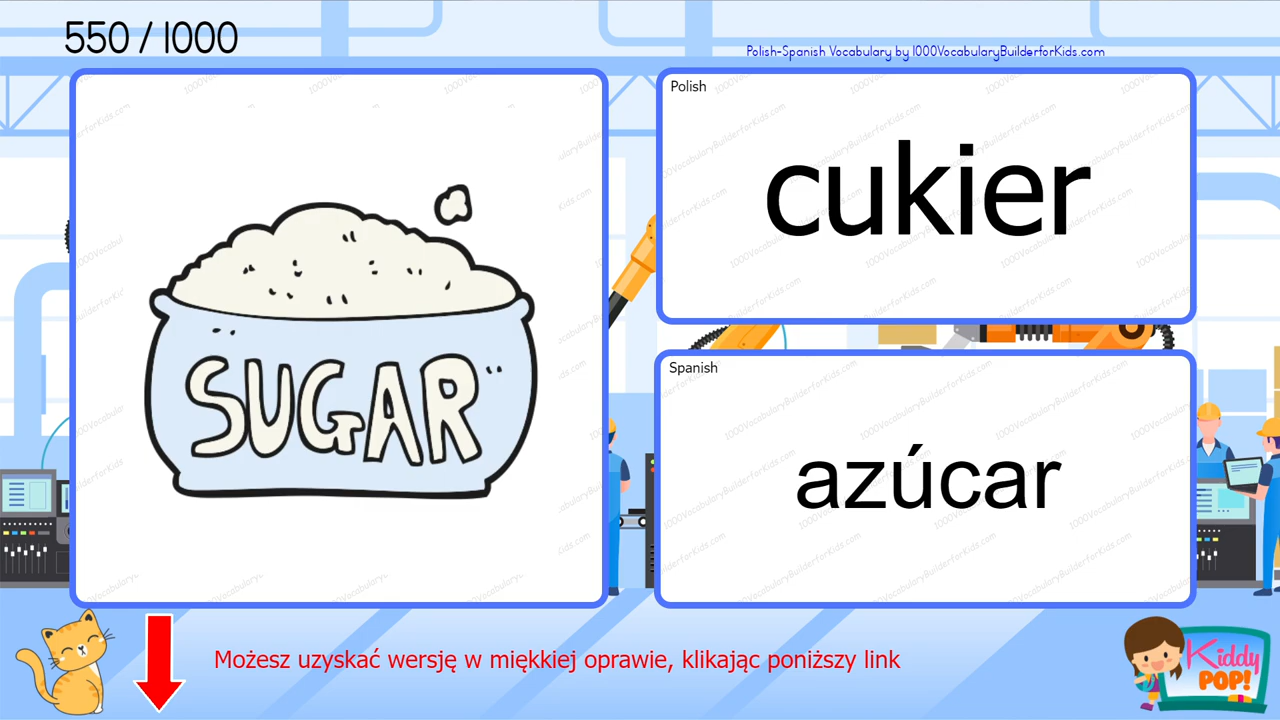 550 / 1000
Polish-Spanish Vocabulary by 1000VocabularyBuilderforKids.com
Polish
cukier
SUGAR
Spanish
azúcar
Możesz uzyskać wersję w miękkiej oprawie, klikając poniższy link
Kiddy
POP!